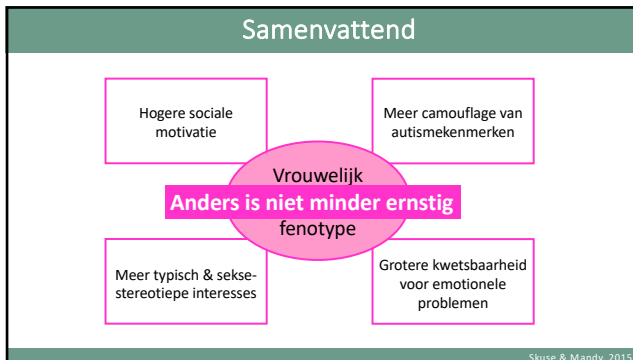 Samenvattend
Hogere sociale
motivatie
Meer camouflage van
autismekenmerken
Vrouwelijk
Anders is niet minder ernstig
fenotype
Meer typisch & sekse-
stereotiepe interesses
Grotere kwetsbaarheid
voor emotionele
problemen
Skuse & Mandy, 2015